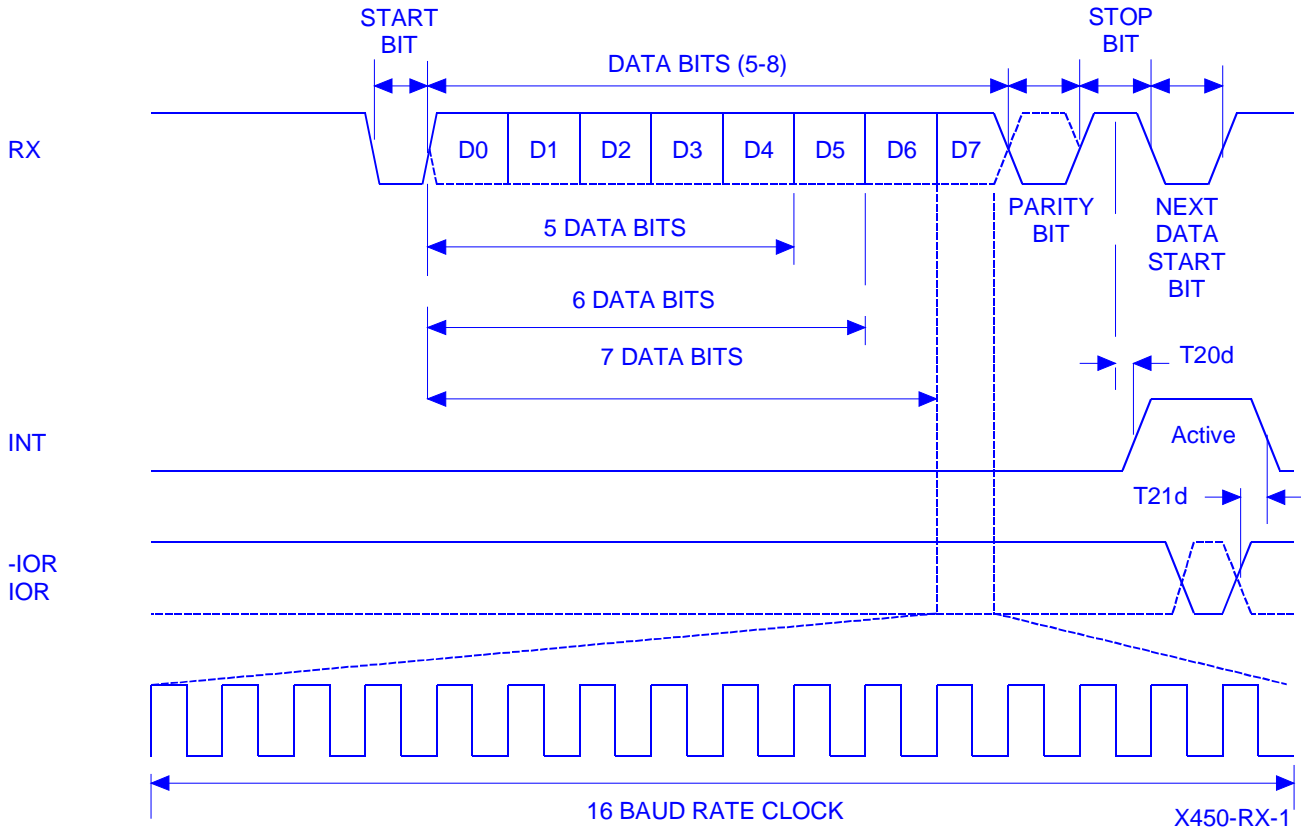 START
BIT
STOP
BIT
DATA BITS (5-8)
RX
D0 D1 D2 D3 D4 D5 D6 D7
PARITY
BIT
NEXT
DATA
START
BIT
5 DATA BITS
6 DATA BITS
7 DATA BITS
T20d
INT
Active
T21d
-IOR
IOR
16 BAUD RATE CLOCK
X450-RX-1